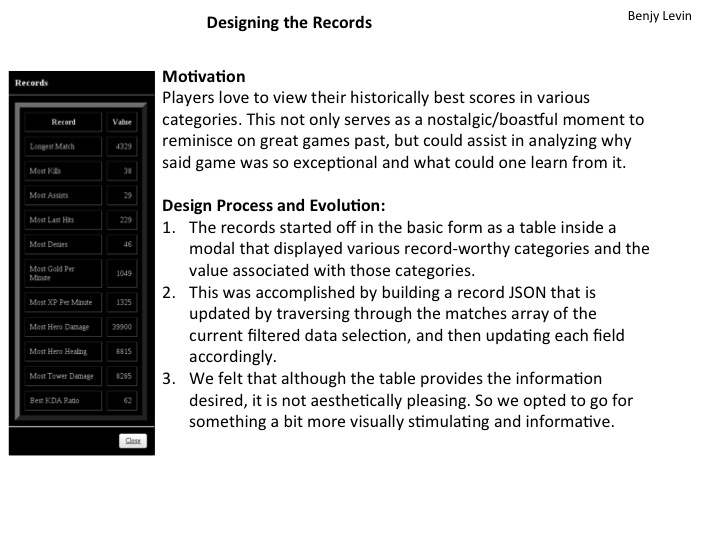 Designing the Records
Benjy Levin
Records
Record Value
Longest Match 4329
Most Kills 38
Most Assists 29
Most Last Hits 229
Most Denies 46
Most Gold Per
Minute 1049
Most XP Per Minute 1325
Most Hero Damage 39900
Most Hero Healing 8815
Most Tower Damage 8285
Best KDA Ratio 62
Close
Motivation
Players love to view their historically best scores in various
categories. This not only serves as a nostalgic/boastful moment to
reminisce on great games past, but could assist in analyzing why
said game was so exceptional and what could one learn from it.
Design Process and Evolution:
1. The records started off in the basic form as a table inside a
modal that displayed various record-worthy categories and the
value associated with those categories.
2. This was accomplished by building a record JSON that is
updated by traversing through the matches array of the
current filtered data selection, and then updating each field
accordingly.
3. We felt that although the table provides the information
desired, it is not aesthetically pleasing. So we opted to go for
something a bit more visually stimulating and informative.